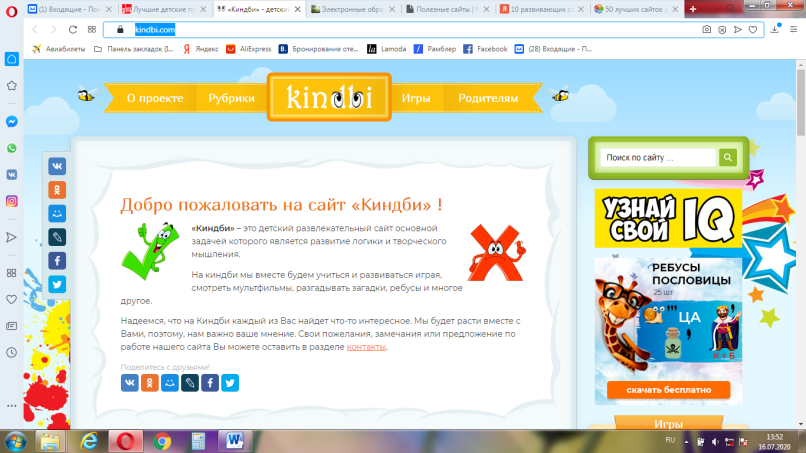 (1) Входящие - По
Лучшие детские пе
«Киндби» - детски
Электронные обра
Полезные сайты |
10 развивающих с
50 лучших сайтов д
kindbi.com
Авиабилеты
Панель закладок (
Яндекс
AliExpress
B. Бронирование оте...
la Lamoda
Рамблер
Facebook
(28) Входящие - П...
О проекте
Рубрики
kindbi
Игры
Родителям
Поиск по сайту ...
Добро пожаловать на сайт «Киндби» !
«Киндби» – это детский развлекательный сайт основной
задачей которого является развитие логики и творческого
мышления.
На киндби мы вместе будем учиться и развиваться играя,
смотреть мультфильмы, разгадывать загадки, ребусы и многое
другое.
Надеемся, что на Киндби каждый из Вас найдет что-то интересное. Мы будем расти вместе с
Вами, поэтому, нам важно ваше мнение. Свои пожелания, замечания или предложение по
работе нашего сайта Вы можете оставить в разделе контакты.
Поделитесь с друзьями!
УЗНАЙ
СВОЙ
IQ
РЕБУСЫ
ПОСЛОВИЦЫ
25 шт
ЦА
К=Б
скачать бесплатно
Игры
RU
13:52
16.07.2020